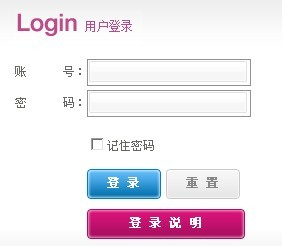 Login 用户登录
账 号：
密 码：
记住密码
登 录 重 置
登 录 说 明